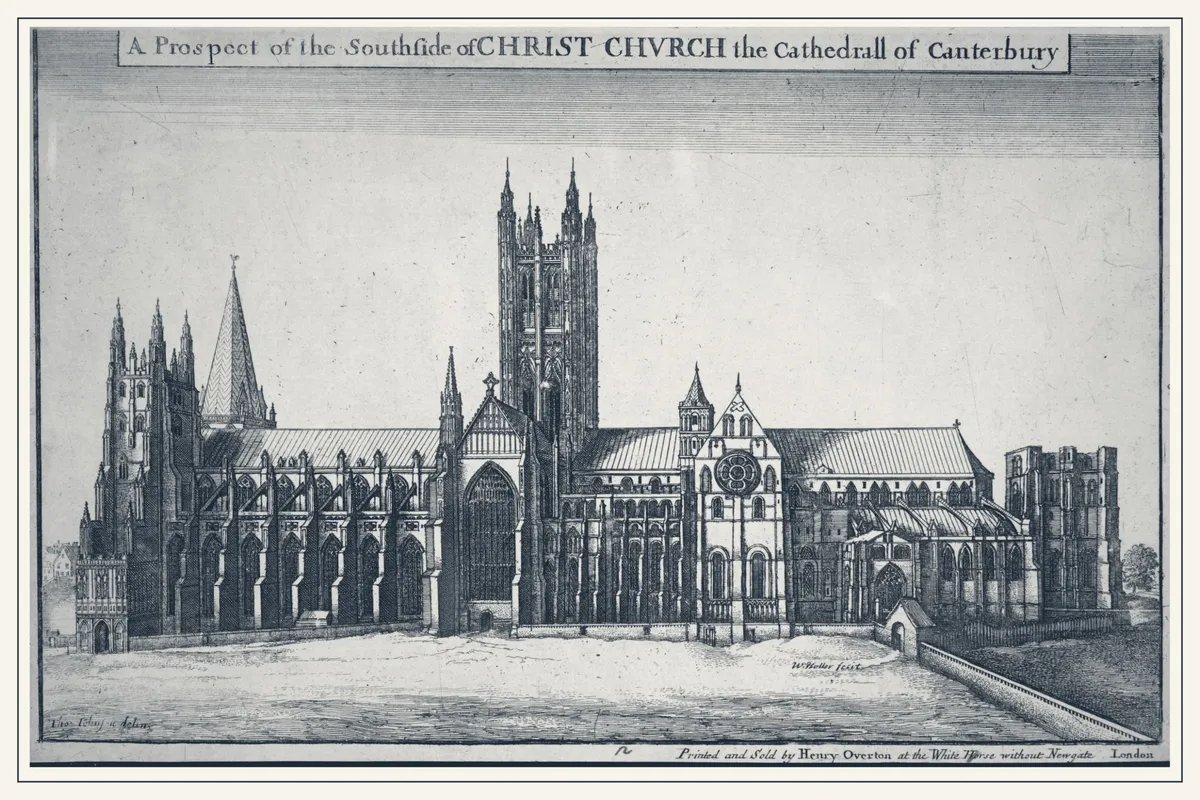 A Prospect of the Southſide of CHRIST CHVRCH the Cathedrall of Canterbury
W. Hollar fecit
delin
Printed and Sold by Henry Overton at the White Horse without Newgate London